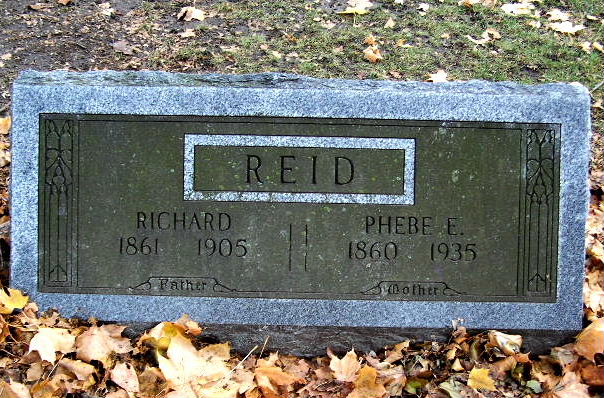 REID
RICHARD PHEBE E.
1861 1905 1860 1935
Father Mother